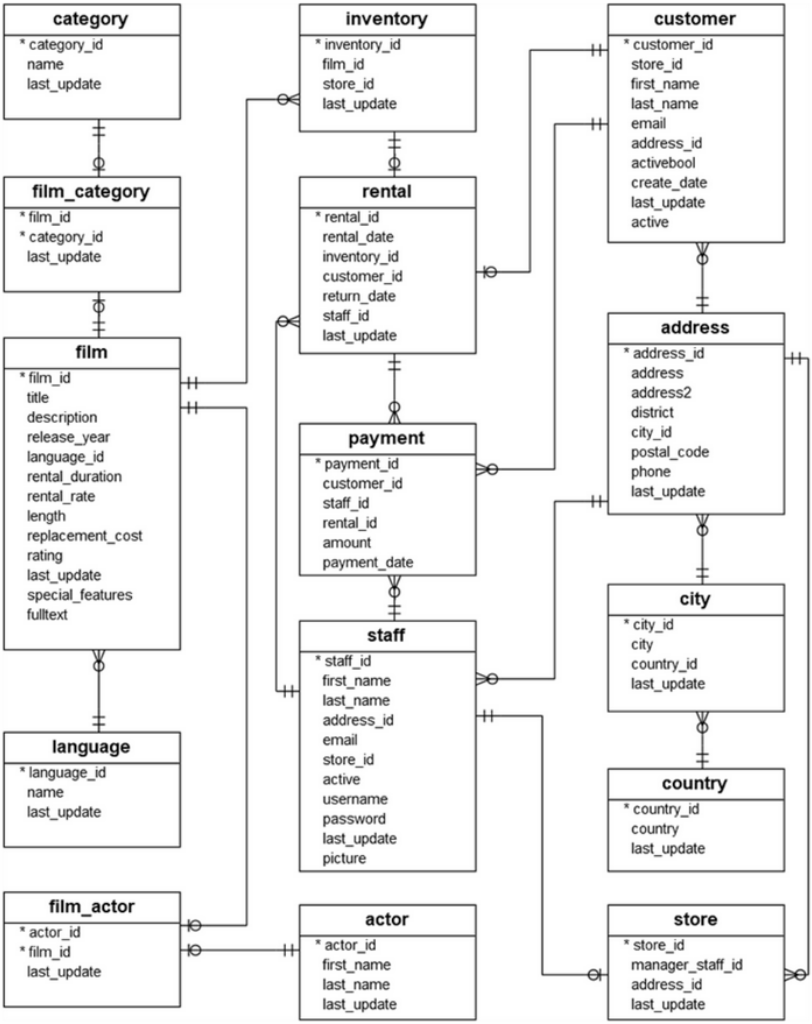 category
* category_id
name
last_update
film_category
* film_id
* category_id
last_update
film
* film_id
title
description
release_year
language_id
rental_duration
rental_rate
length
replacement_cost
rating
last_update
special_features
fulltext
language
* language_id
name
last_update
film_actor
* actor_id
* film_id
last_update
inventory
* inventory_id
film_id
store_id
last_update
rental
* rental_id
rental_date
inventory_id
customer_id
return_date
staff_id
last_update
payment
* payment_id
customer_id
staff_id
rental_id
amount
payment_date
staff
* staff_id
first_name
last_name
address_id
email
store_id
active
username
password
last_update
picture
actor
* actor_id
first_name
last_name
last_update
customer
* customer_id
store_id
first_name
last_name
email
address_id
activebool
create_date
last_update
active
address
* address_id
address
address2
district
city_id
postal_code
phone
last_update
city
* city_id
city
country_id
last_update
country
* country_id
country
last_update
store
* store_id
manager_staff_id
address_id
last_update